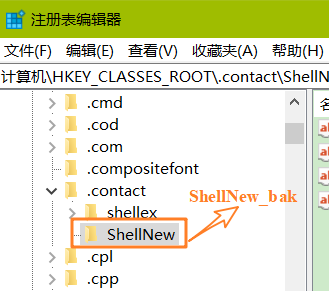 注册表编辑器
文件(F) 编辑(E) 查看(V) 收藏夹(A) 帮助(H)
计算机\HKEY_CLASSES_ROOT\.contact\ShellN
名
.cmd
ab
.cod
ab
.com
ab
.compositefont
ab
.contact
ShellNew_bak
shellex
ShellNew
.cpl
.cpp